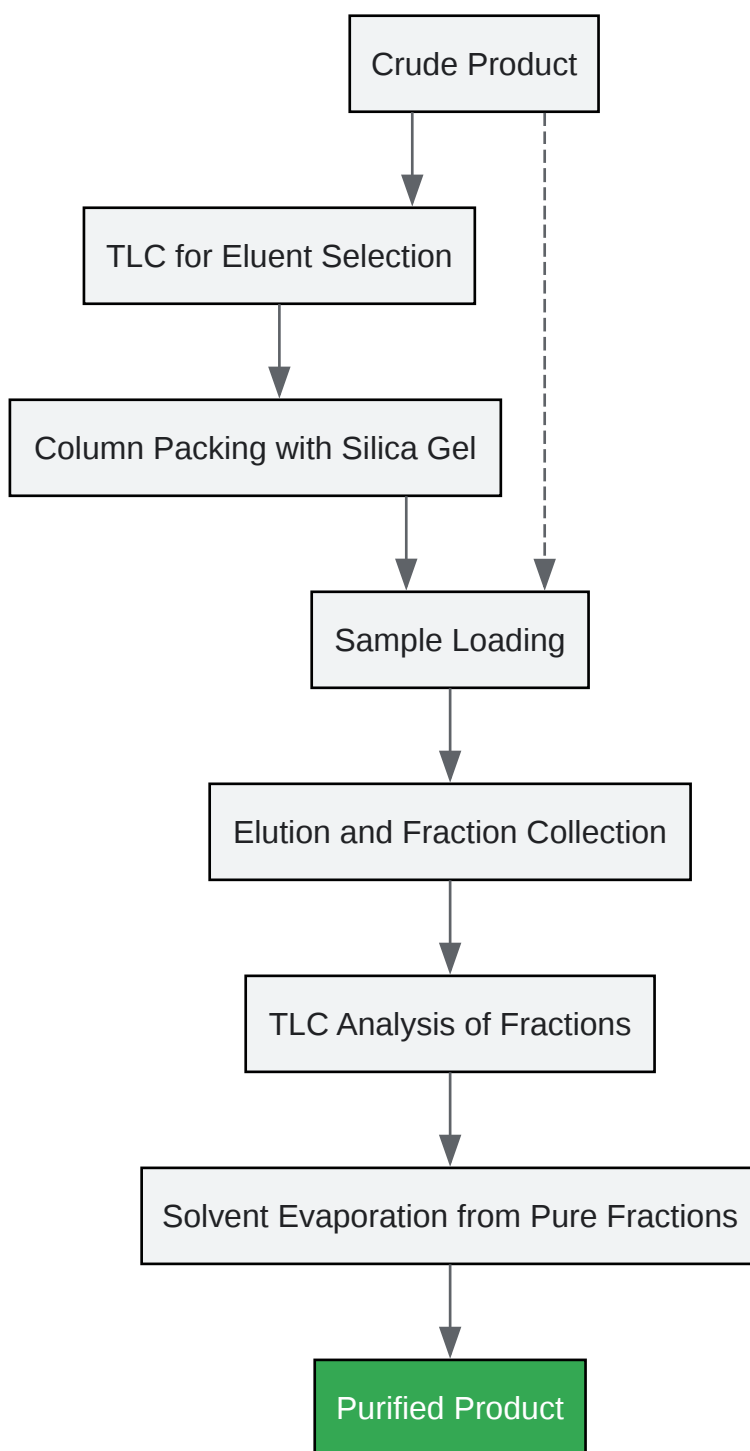 Crude Product
TLC for Eluent Selection
Column Packing with Silica Gel
Sample Loading
Elution and Fraction Collection
TLC Analysis of Fractions
Solvent Evaporation from Pure Fractions
Purified Product